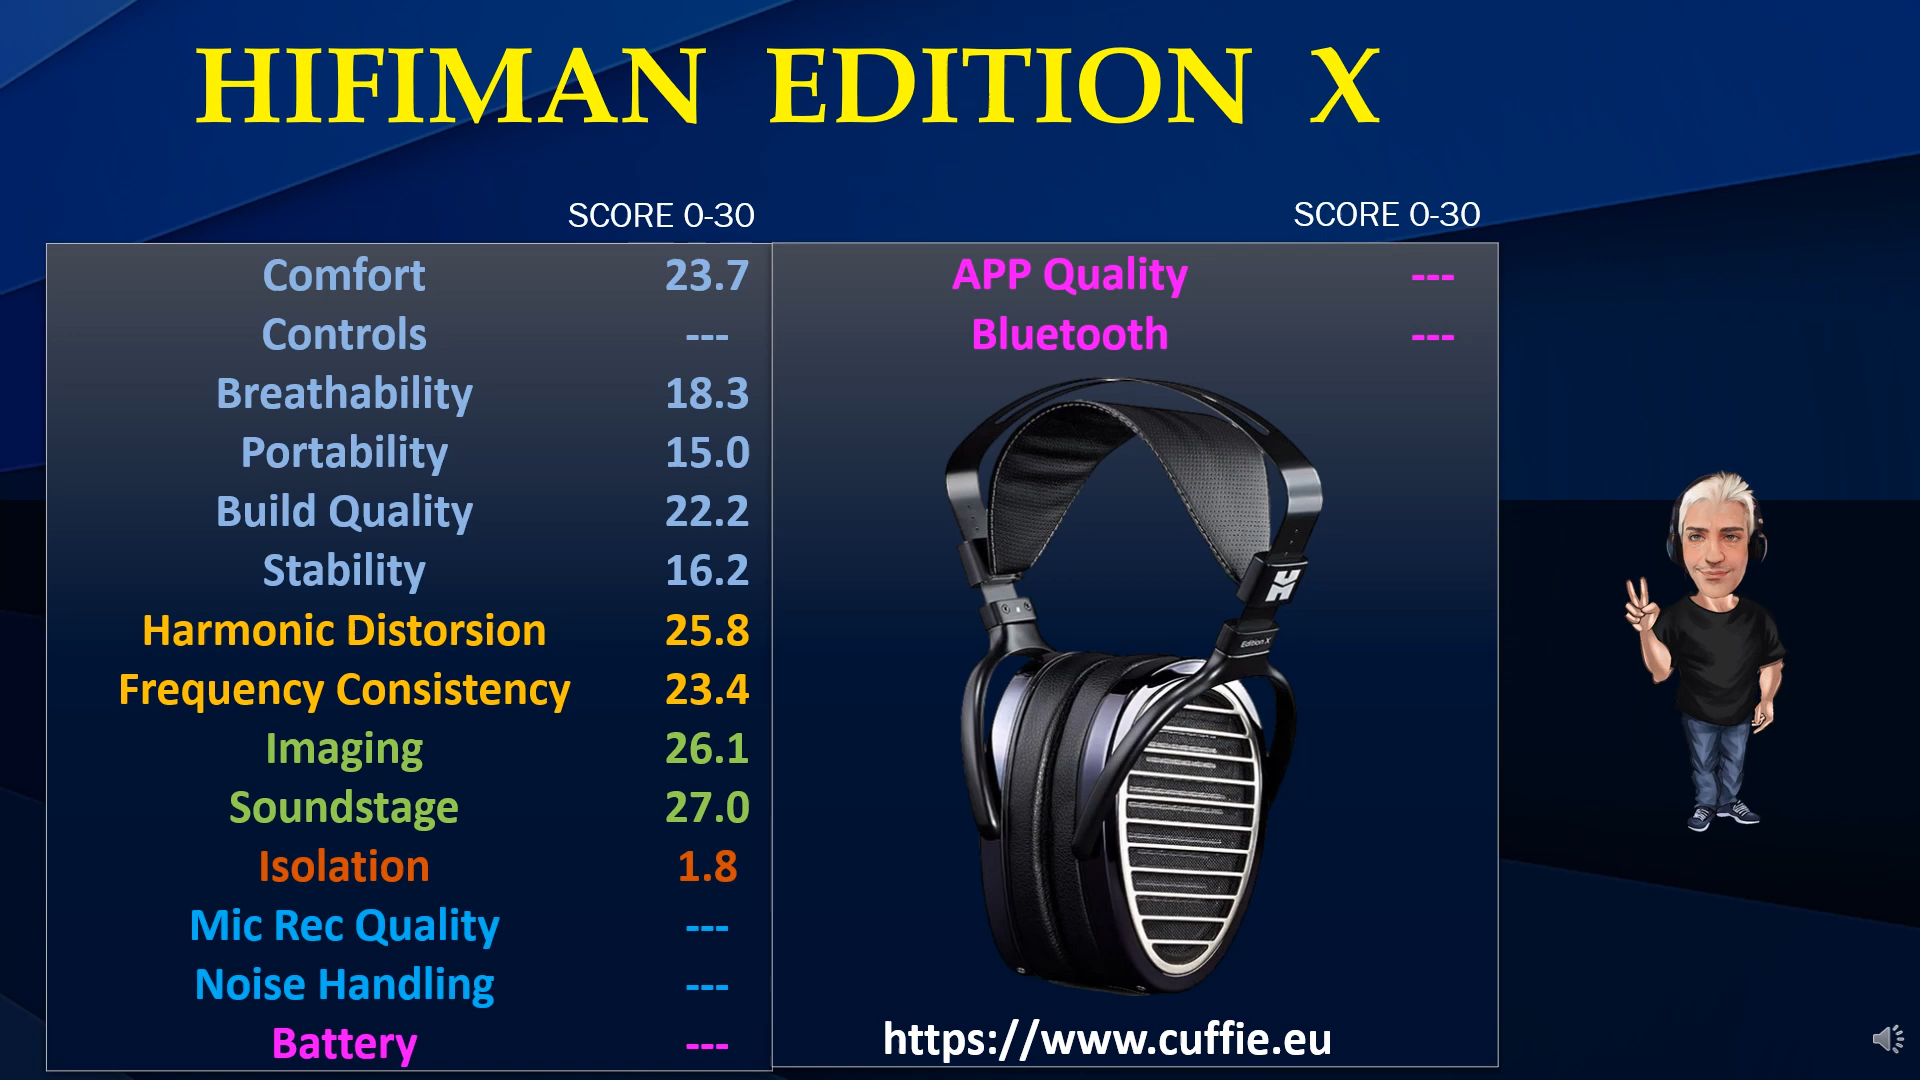 HIFIMAN EDITION X
SCORE 0-30
SCORE 0-30
Comfort 23.7
Controls ---
Breathability 18.3
Portability 15.0
Build Quality 22.2
Stability 16.2
Harmonic Distorsion 25.8
Frequency Consistency 23.4
Imaging 26.1
Soundstage 27.0
Isolation 1.8
Mic Rec Quality ---
Noise Handling ---
Battery ---
APP Quality ---
Bluetooth ---
Edition X
https://www.cuffie.eu